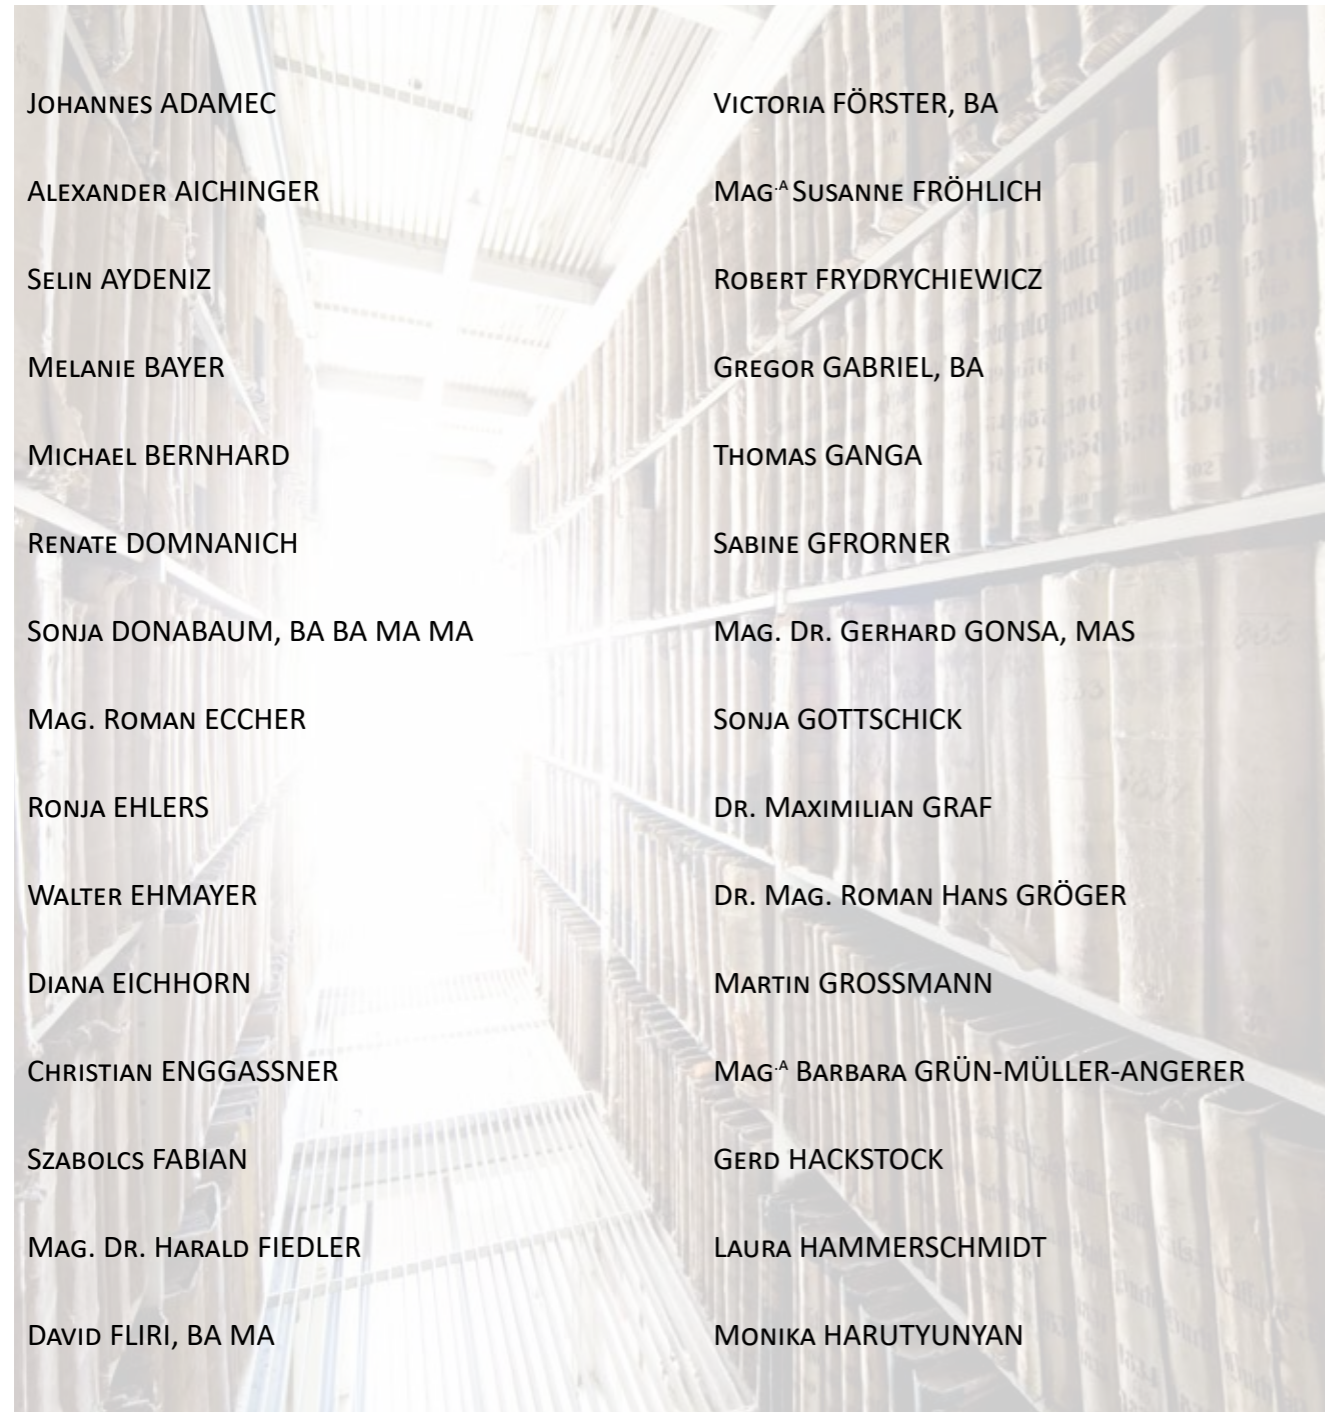 Johannes ADAMEC
Alexander AICHINGER
Selin AYDENIZ
Melanie BAYER
Michael BERNHARD
Renate DOMNANICH
Sonja DONABAUM, BA BA MA MA
Mag. Roman ECCHER
Ronja EHLERS
Walter EHMAYER
Diana EICHHORN
Christian ENGGASSNER
Szabolcs FABIAN
Mag. Dr. Harald FIEDLER
David FLIRI, BA MA
Victoria FÖRSTER, BA
Mag.a Susanne FRÖHLICH
Robert FRYDRYCHIEWICZ
Gregor GABRIEL, BA
Thomas GANGA
Sabine GFRORNER
Mag. Dr. Gerhard GONSA, MAS
Sonja GOTTSCHICK
Dr. Maximilian GRAF
Dr. Mag. Roman Hans GRÖGER
Martin GROSSMANN
Mag.a Barbara GRÜN-MÜLLER-ANGERER
Gerd HACKSTOCK
Laura HAMMERSCHMIDT
Monika HARUTYUNYAN